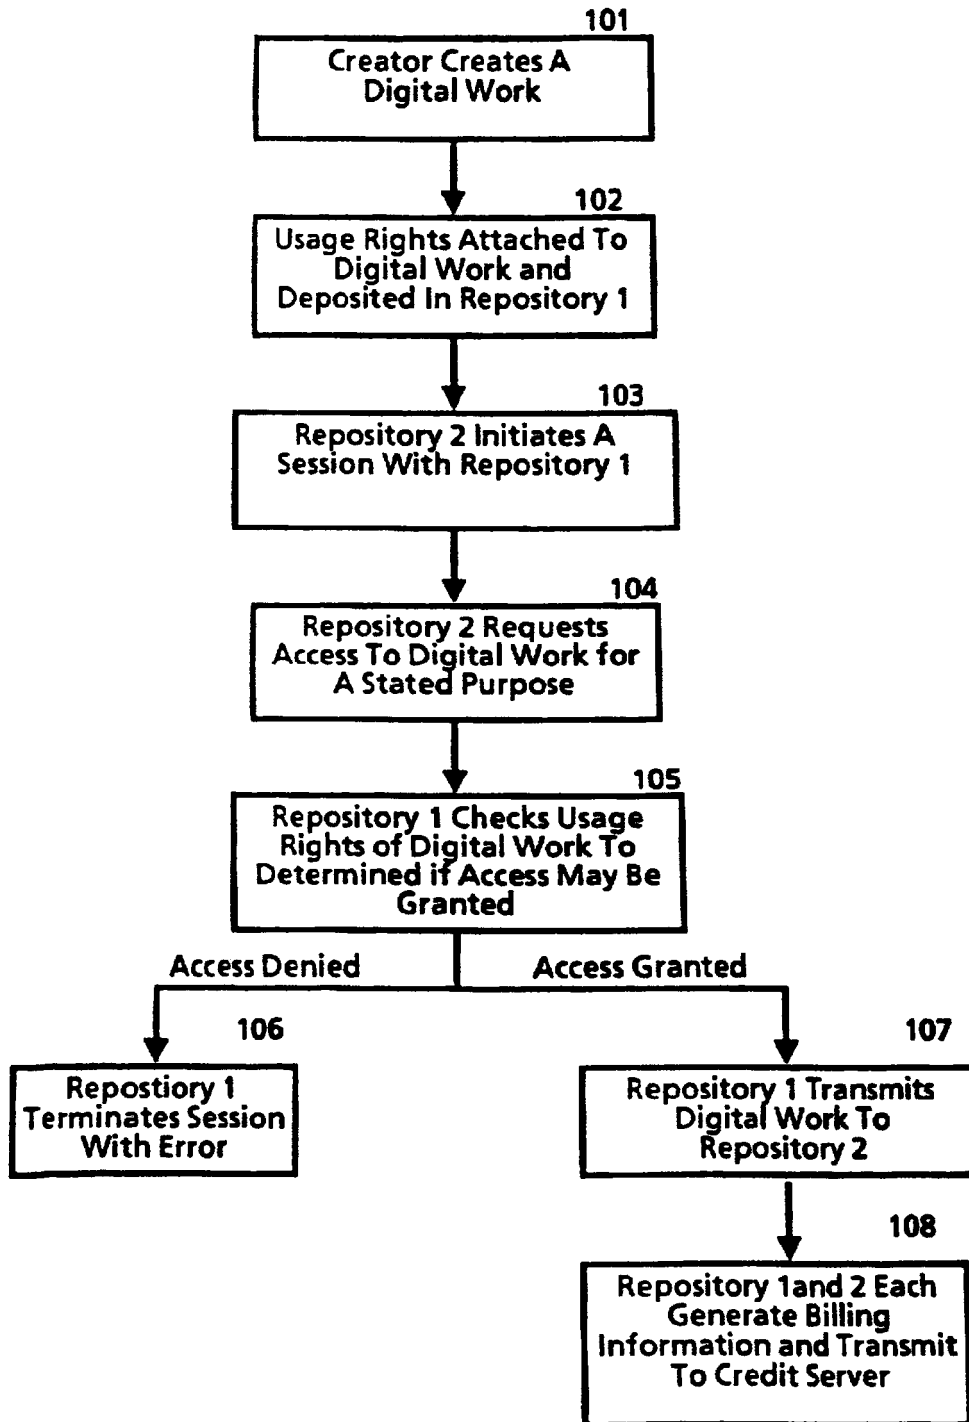 101
Creator Creates A
Digital Work
102
Usage Rights Attached To
Digital Work and
Deposited In Repository 1
103
Repository 2 Initiates A
Session With Repository 1
104
Repository 2 Requests
Access To Digital Work for
A Stated Purpose
105
Repository 1 Checks Usage
Rights of Digital Work To
Determined if Access May Be
Granted
Access Denied
Access Granted
106
Repostiory 1
Terminates Session
With Error
107
Repository 1 Transmits
Digital Work To
Repository 2
108
Repository 1and 2 Each
Generate Billing
Information and Transmit
To Credit Server